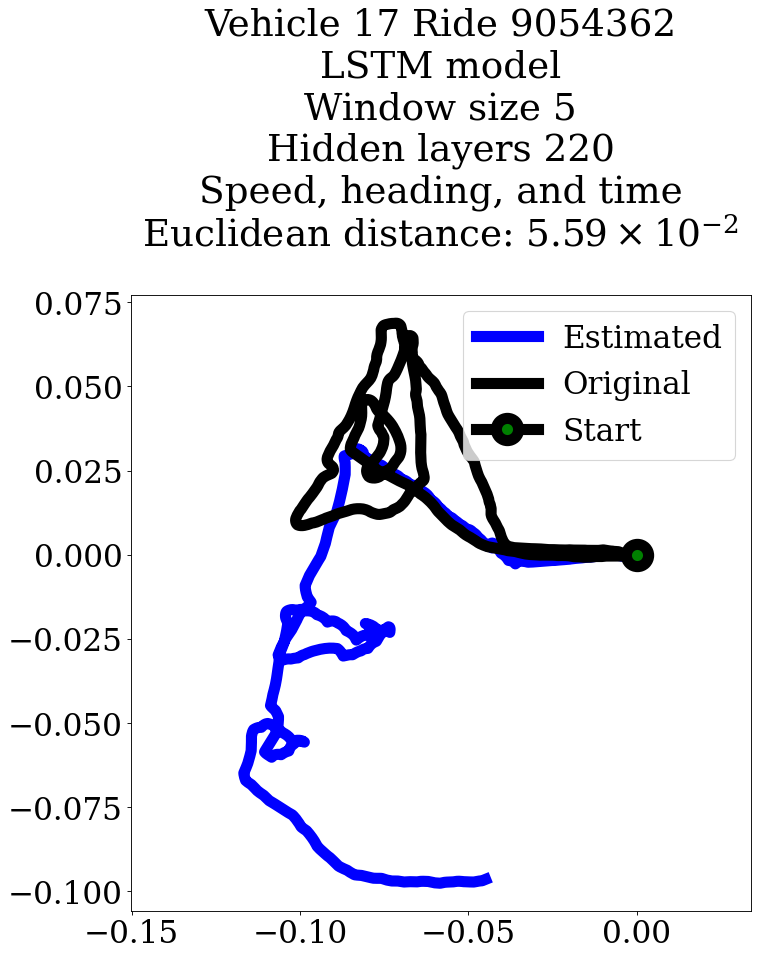 Vehicle 17 Ride 9054362
LSTM model
Window size 5
Hidden layers 220
Speed, heading, and time
Euclidean distance: 5.59 × 10⁻²
Estimated
Original
Start
0.075
0.050
0.025
0.000
−0.025
−0.050
−0.075
−0.100
−0.15 −0.10 −0.05 0.00